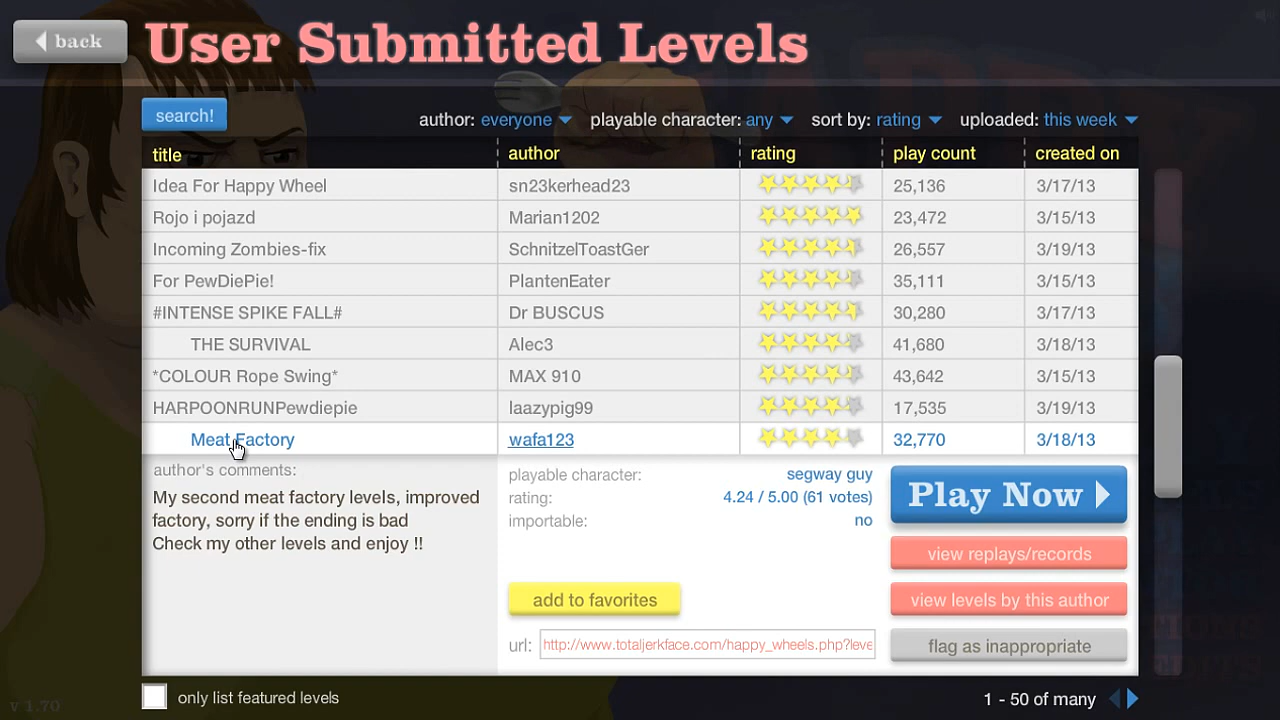 back
User Submitted Levels
search!
author: everyone playable character: any sort by: rating uploaded: this week
title author rating play count created on
Idea For Happy Wheel sn23kerhead23 25,136 3/17/13
Rojo i pojazd Marian1202 23,472 3/15/13
Incoming Zombies-fix SchnitzelToastGer 26,557 3/19/13
For PewDiePie! PlantenEater 35,111 3/15/13
#INTENSE SPIKE FALL# Dr BUSCUS 30,280 3/17/13
THE SURVIVAL Alec3 41,680 3/18/13
*COLOUR Rope Swing* MAX 910 43,642 3/15/13
HARPOONRUNPewdiepie laazypig99 17,535 3/19/13
Meat Factory wafa123 32,770 3/18/13
author's comments:
My second meat factory levels, improved
factory, sorry if the ending is bad
Check my other levels and enjoy !!
playable character: segway guy
rating: 4.24 / 5.00 (61 votes)
importable: no
add to favorites
url: http://www.totaljerkface.com/happy_wheels.php?leve
Play Now
view replays/records
view levels by this author
flag as inappropriate
only list featured levels
1 - 50 of many
v 1.70